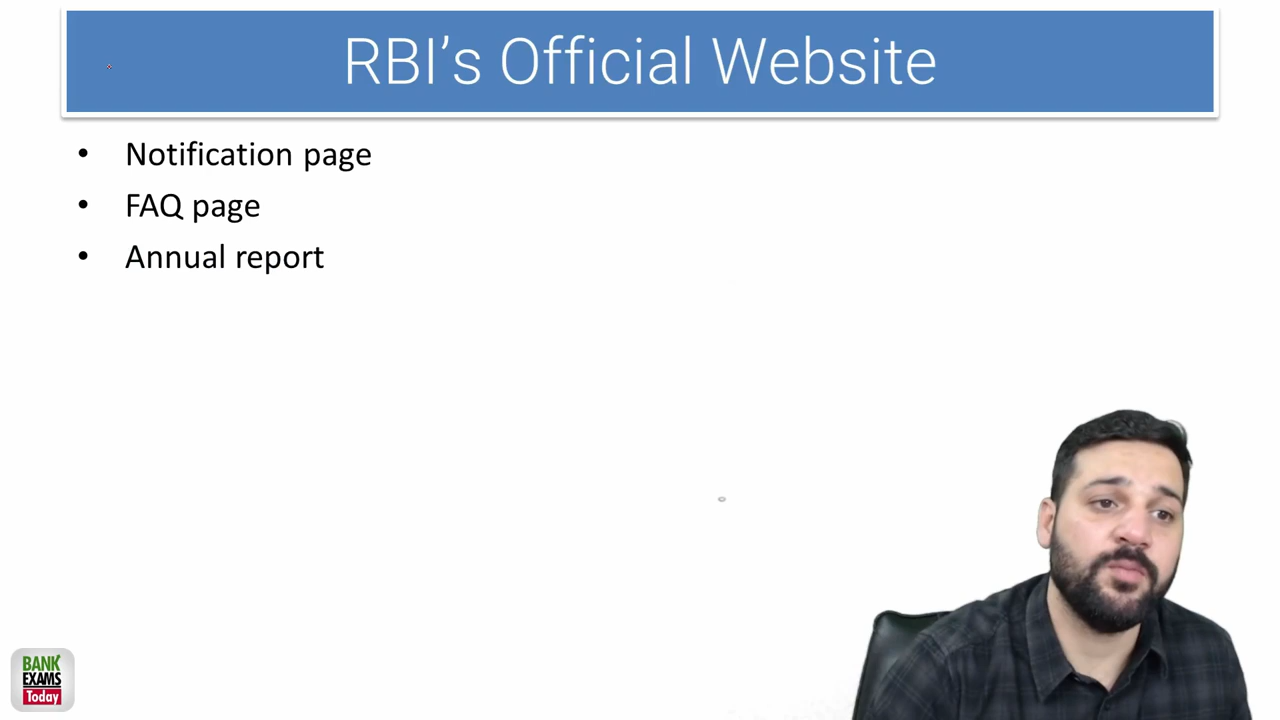 RBI’s Official Website
• Notification page
• FAQ page
• Annual report
BANK
EXAMS
Today